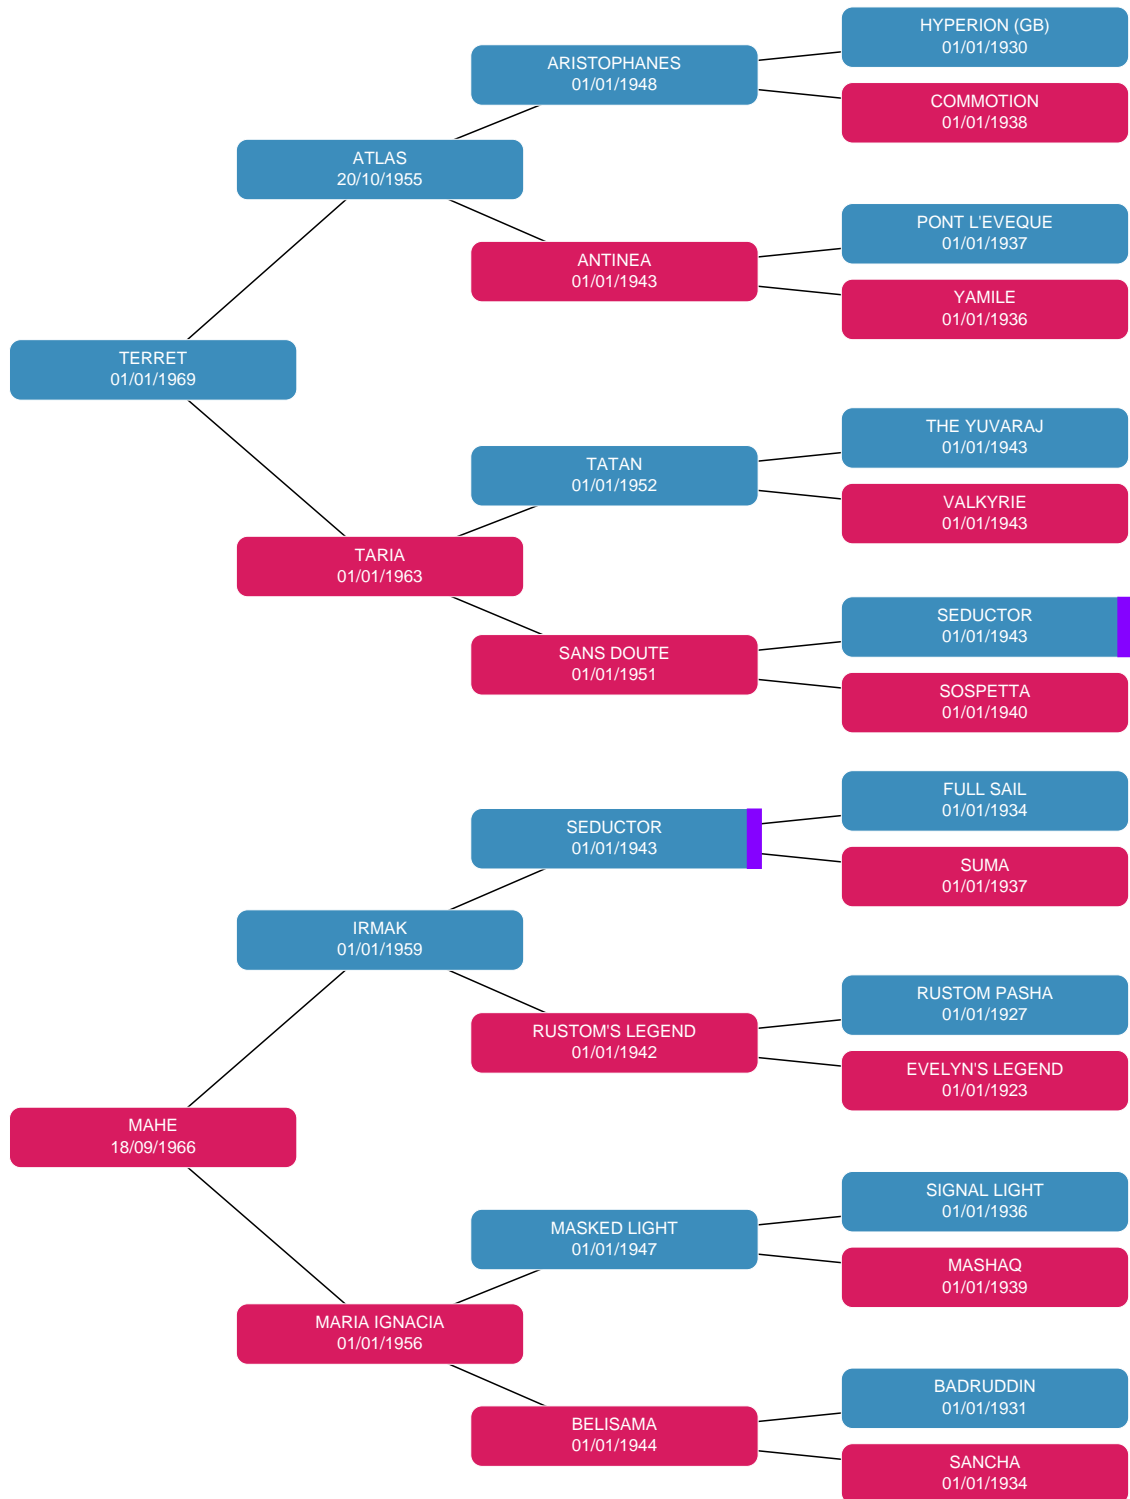 HYPERION (GB)
01/01/1930
ARISTOPHANES
01/01/1948
COMMOTION
01/01/1938
ATLAS
20/10/1955
PONT L'EVEQUE
01/01/1937
ANTINEA
01/01/1943
YAMILE
01/01/1936
TERRET
01/01/1969
THE YUVARAJ
01/01/1943
TATAN
01/01/1952
VALKYRIE
01/01/1943
TARIA
01/01/1963
SEDUCTOR
01/01/1943
SANS DOUTE
01/01/1951
SOSPETTA
01/01/1940
FULL SAIL
01/01/1934
SEDUCTOR
01/01/1943
SUMA
01/01/1937
IRMAK
01/01/1959
RUSTOM PASHA
01/01/1927
RUSTOM'S LEGEND
01/01/1942
EVELYN'S LEGEND
01/01/1923
MAHE
18/09/1966
SIGNAL LIGHT
01/01/1936
MASKED LIGHT
01/01/1947
MASHAQ
01/01/1939
MARIA IGNACIA
01/01/1956
BADRUDDIN
01/01/1931
BELISAMA
01/01/1944
SANCHA
01/01/1934